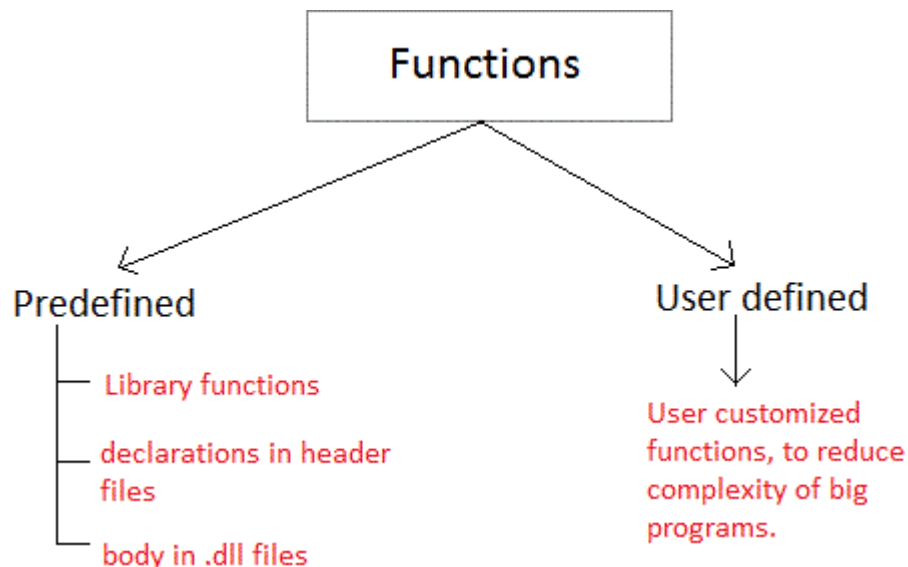 Functions
Predefined
Library functions
declarations in header
files
body in .dll files
User defined
User customized
functions, to reduce
complexity of big
programs.